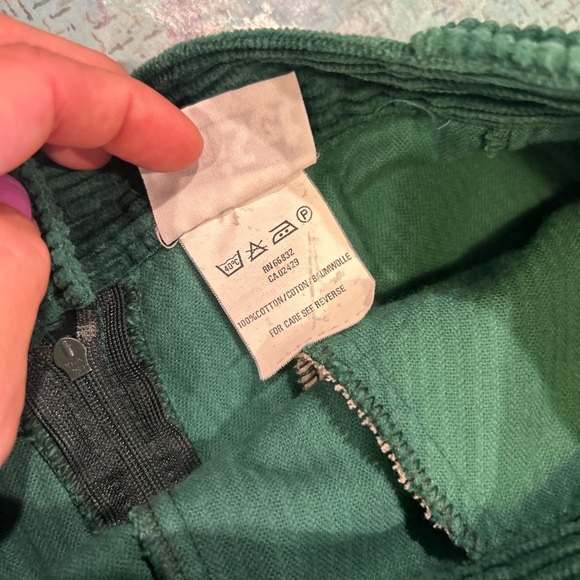 40°C P
RN 66832
CA 02429
100%COTTON/COTON/BAUMWOLLE
FOR CARE SEE REVERSE